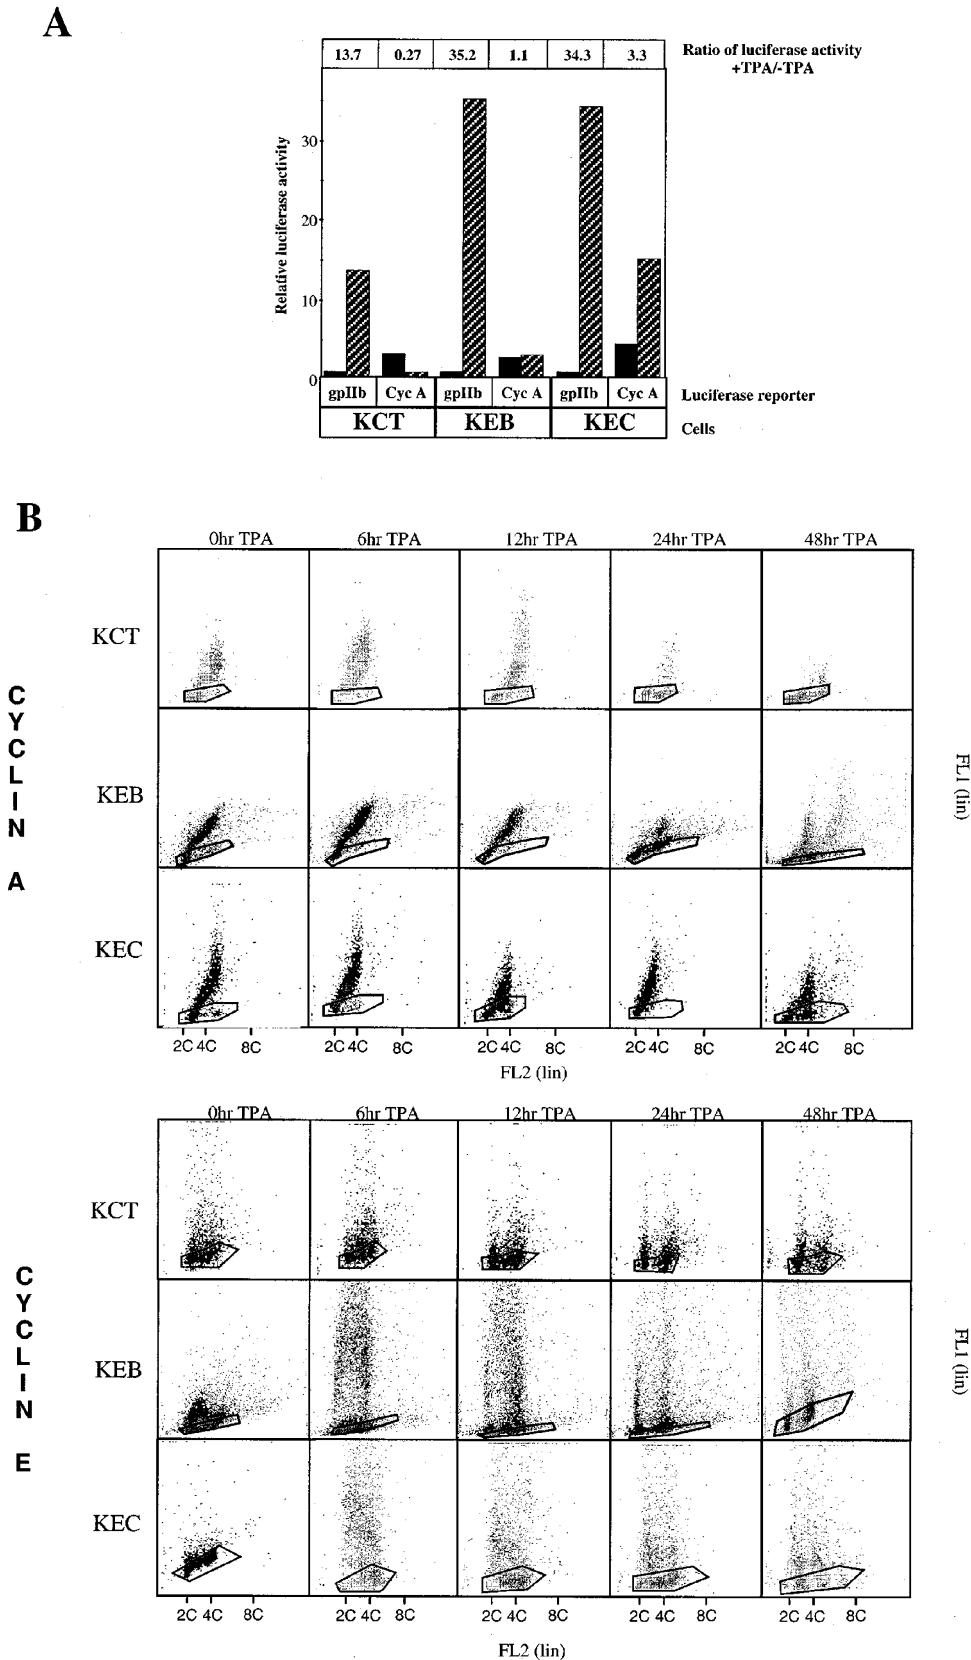 A
13.7 0.27 35.2 1.1 34.3 3.3 Ratio of luciferase activity
+TPA/-TPA
Relative luciferase activity
30
20
10
0
gpIIb Cyc A gpIIb Cyc A gpIIb Cyc A Luciferase reporter
KCT KEB KEC Cells
B
0hr TPA 6hr TPA 12hr TPA 24hr TPA 48hr TPA
CYCLIN A
KCT
KEB
KEC
FL1 (lin)
2C 4C 8C 2C 4C 8C 2C 4C 8C 2C 4C 8C 2C 4C 8C
FL2 (lin)
0hr TPA 6hr TPA 12hr TPA 24hr TPA 48hr TPA
CYCLIN E
KCT
KEB
KEC
FL1 (lin)
2C 4C 8C 2C 4C 8C 2C 4C 8C 2C 4C 8C 2C 4C 8C
FL2 (lin)